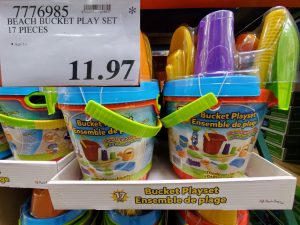 7776985
BEACH BUCKET PLAY SET
17 PIECES
11.97
Bucket Playset
Ensemble de plage
Bucket Playset
Ensemble de plage
17
Bucket Playset
Ensemble de plage